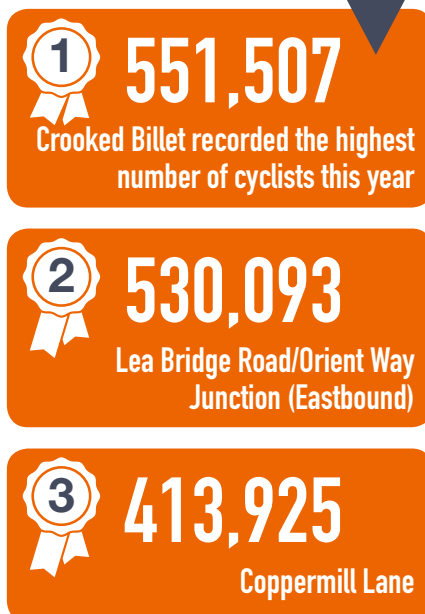 1
551,507
Crooked Billet recorded the highest
number of cyclists this year
2
530,093
Lea Bridge Road/Orient Way
Junction (Eastbound)
3
413,925
Coppermill Lane